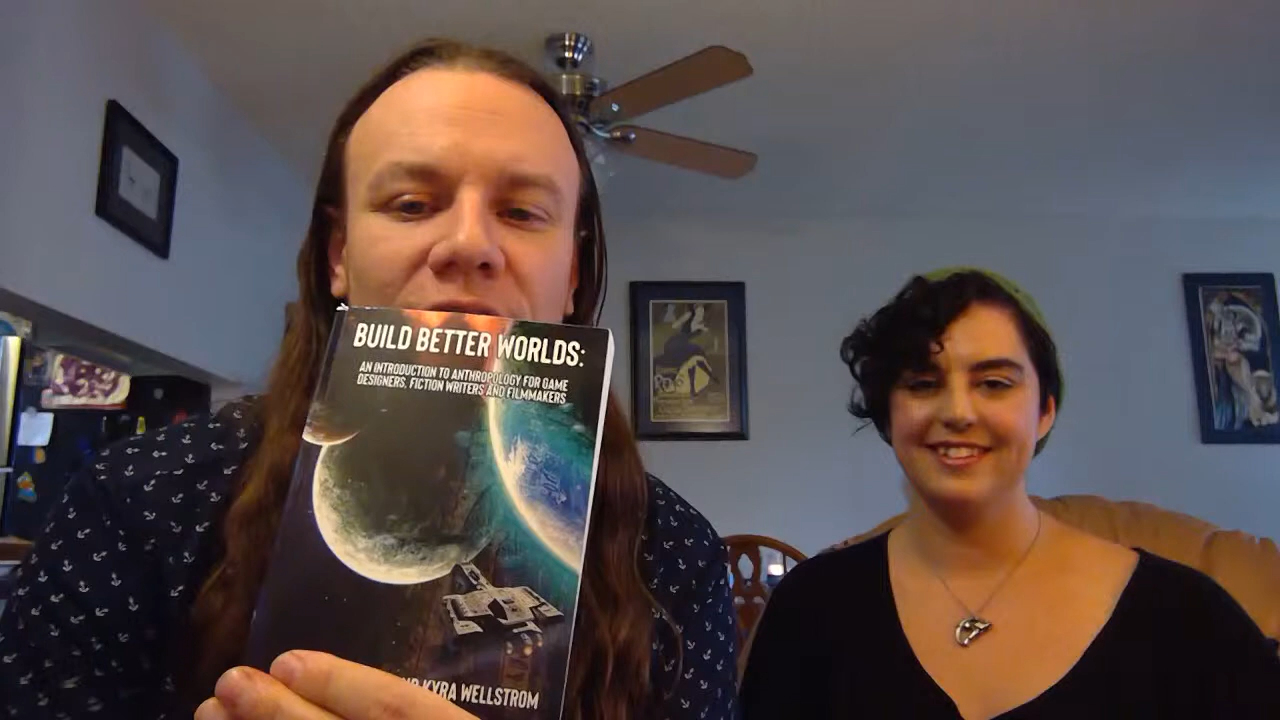 BUILD BETTER WORLDS:
AN INTRODUCTION TO ANTHROPOLOGY FOR GAME
DESIGNERS, FICTION WRITERS AND FILMMAKERS
KYRA WELLSTROM